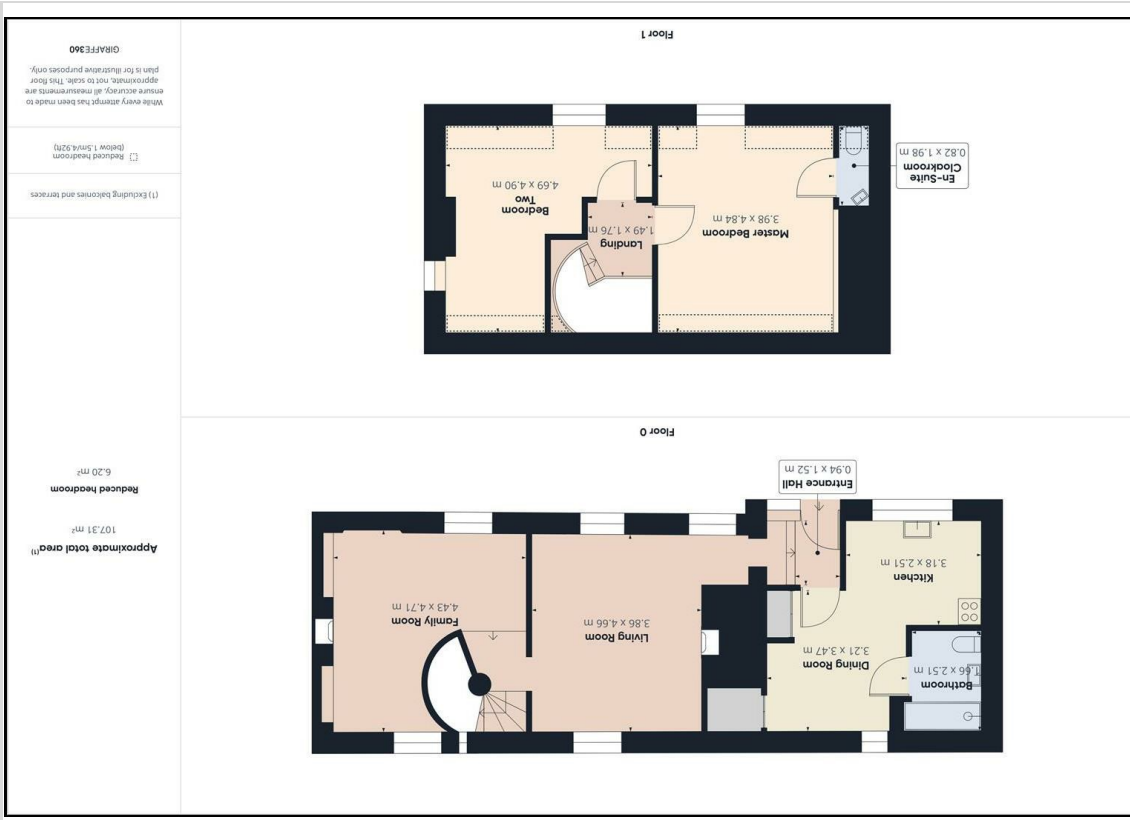 Floor 0
Entrance Hall
0.94 x 1.52 m
Kitchen
3.18 x 2.51 m
Bathroom
1.66 x 2.51 m
Dining Room
3.21 x 3.47 m
Living Room
3.86 x 4.66 m
Family Room
4.43 x 4.71 m
Floor 1
Master Bedroom
3.98 x 4.84 m
En-Suite
Cloakroom
0.82 x 1.98 m
Landing
1.49 x 1.76 m
Bedroom
Two
4.69 x 4.90 m
Approximate total area(1)
107.31 m²
Reduced headroom
6.20 m²
(1) Excluding balconies and terraces
Reduced headroom
(below 1.5m/4.92ft)
While every attempt has been made to
ensure accuracy, all measurements are
approximate, not to scale. This floor
plan is for illustrative purposes only.
GIRAFFE360